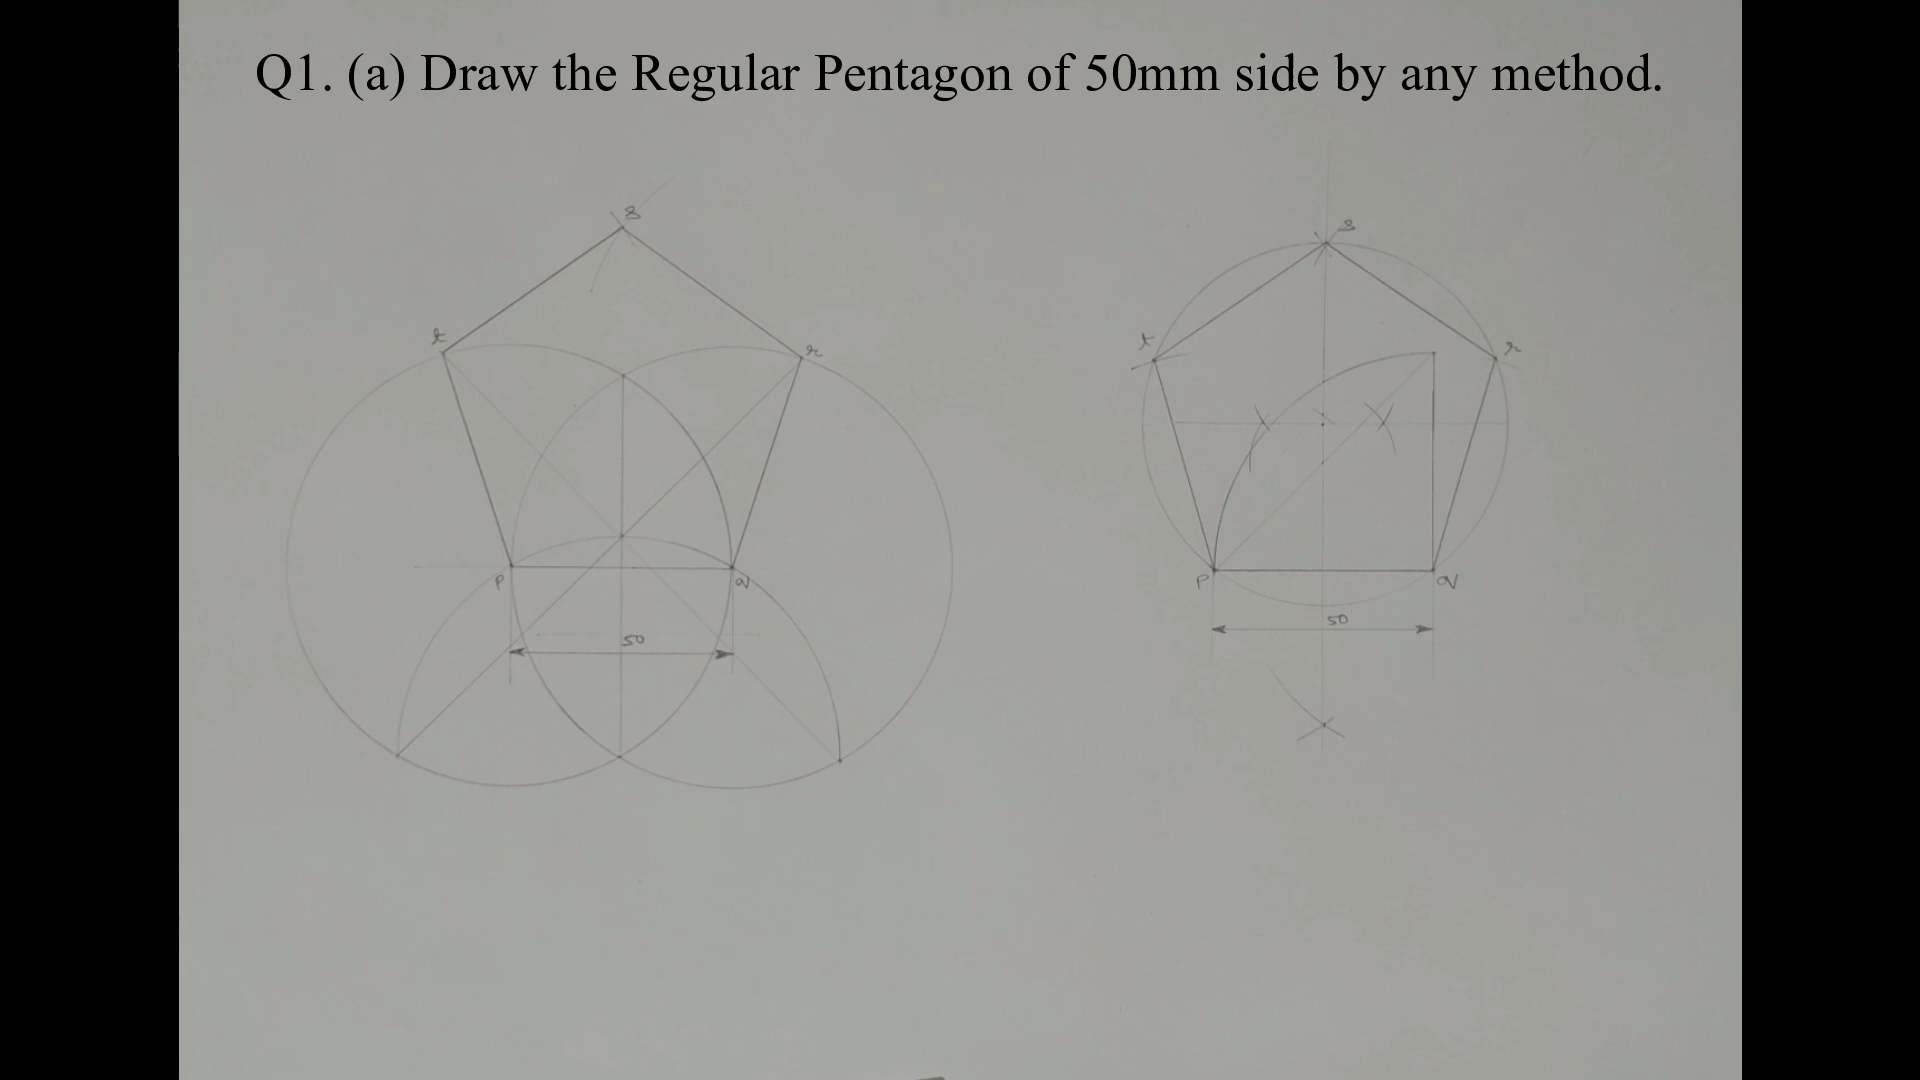 Q1. (a) Draw the Regular Pentagon of 50mm side by any method.
s
s
t
r
t
r
P
q
P
q
50
50